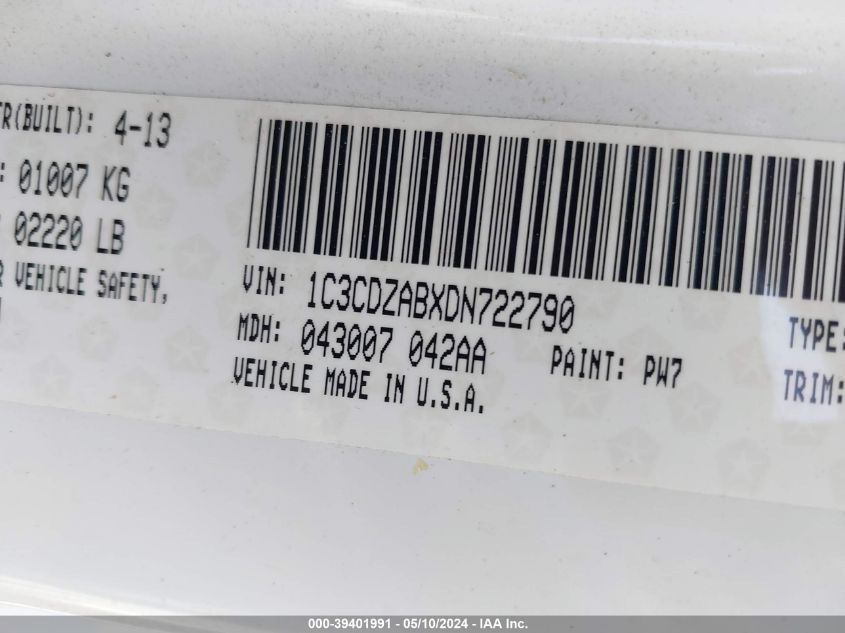 TR(BUILT): 4-13
: 01007 KG
: 02220 LB
R VEHICLE SAFETY,
VIN: 1C3CDZABXDN722790
MDH: 043007 042AA
PAINT: PW7
VEHICLE MADE IN U.S.A.
TYPE:
TRIM:
000-39401991 - 05/10/2024 - IAA Inc.